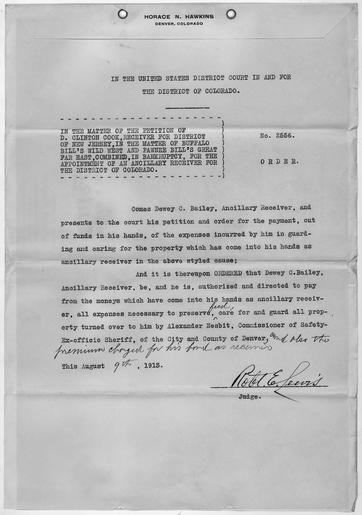 HORACE N. HAWKINS
DENVER, COLORADO
IN THE UNITED STATES DISTRICT COURT IN AND FOR
THE DISTRICT OF COLORADO.
IN THE MATTER OF THE PETITION OF
D. CLINTON COOK, RECEIVER FOR DISTRICT
OF NEW JERSEY, IN THE MATTER OF BUFFALO
BILL'S WILD WEST AND PAWNEE BILL'S GREAT
FAR EAST, COMBINED, IN BANKRUPTCY, FOR THE
APPOINTMENT OF AN ANCILLARY RECEIVER FOR
THE DISTRICT OF COLORADO.
No. 2556.
ORDER.
Comes Dewey C. Bailey, Ancillary Receiver, and
presents to the court his petition and order for the payment, out
of funds in his hands, of the expenses incurred by him in guard-
ing and caring for the property which has come into his hands as
ancillary receiver in the above styled cause;
And it is thereupon ORDERED that Dewey C. Bailey,
Ancillary Receiver, be, and he is, authorized and directed to pay
from the moneys which have come into his hands as ancillary receiv-
er, all expenses necessary to preserve, feed, care for and guard all prop-
erty turned over to him by Alexander Nesbit, Commissioner of Safety-
Ex-officio Sheriff, of the City and County of Denver, and also the
premium charged for his bond as receiver
This August 9th, 1913.
Robt. E. Lewis
Judge.